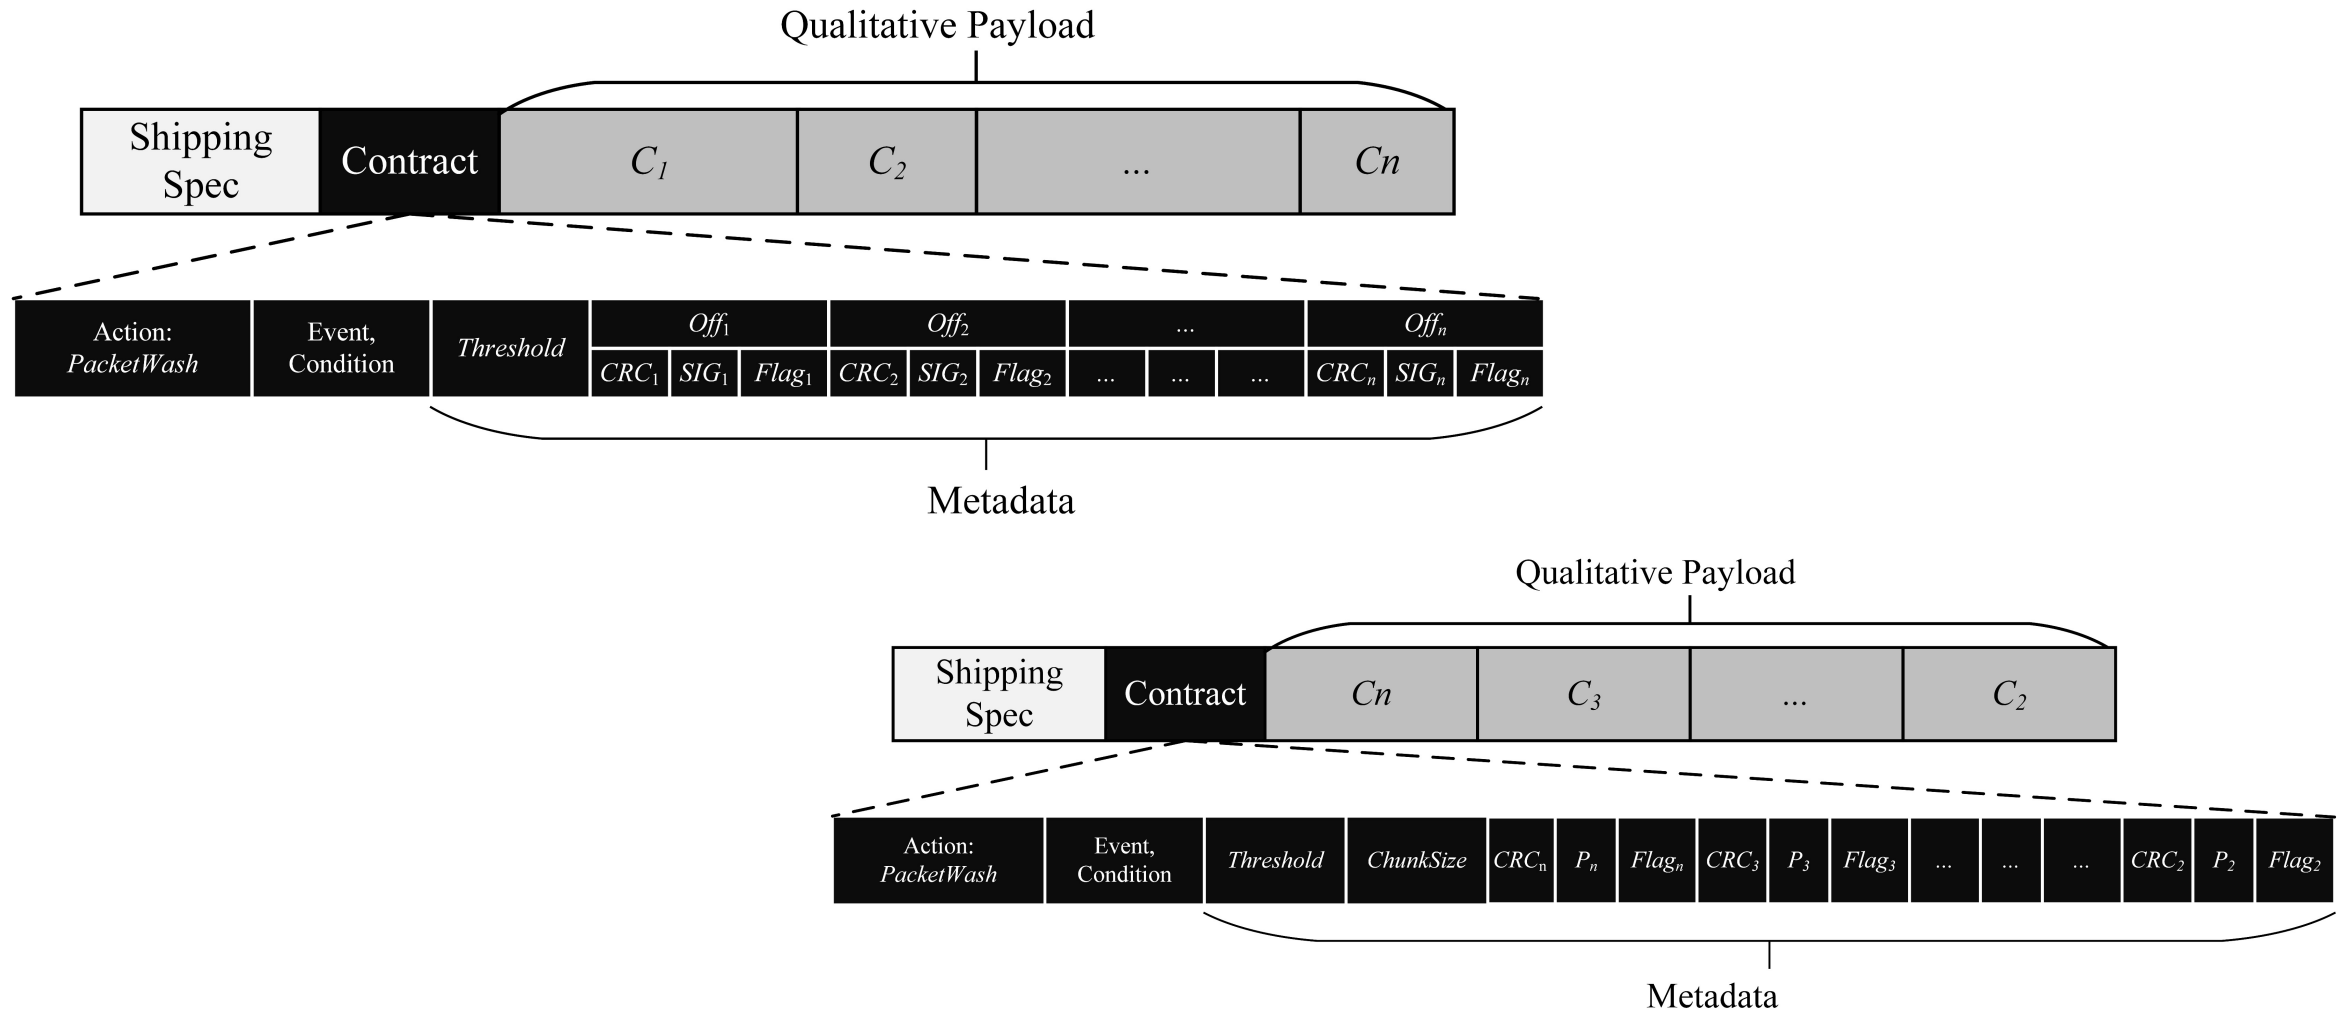 Qualitative Payload
Shipping Spec Contract C1 C2 ... Cn
Action: PacketWash Event, Condition Threshold Off1 Off2 ... Offn
CRC1 SIG1 Flag1 CRC2 SIG2 Flag2 ... ... ... CRCn SIGn Flagn
Metadada
Qualitative Payload
Shipping Spec Contract Cn C3 ... C2
Action: PacketWash Event, Condition Threshold ChunkSize CRCn Pn Flagn CRC3 P3 Flag3 ... ... ... CRC2 P2 Flag2
Metadada